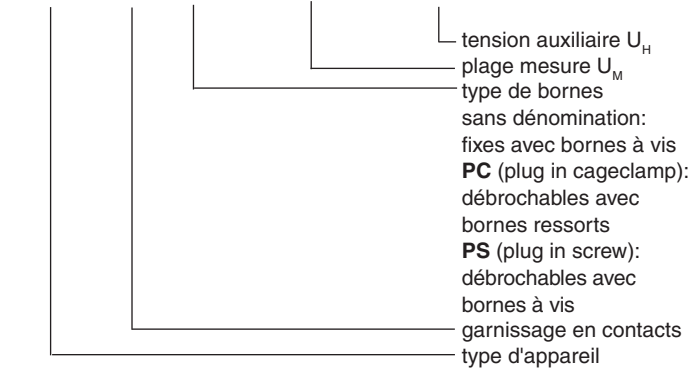 tension auxiliaire U_H
plage mesure U_M
type de bornes
sans dénomination:
fixes avec bornes à vis
PC (plug in cageclamp):
débrochables avec
bornes ressorts
PS (plug in screw):
débrochables avec
bornes à vis
garnissage en contacts
type d'appareil